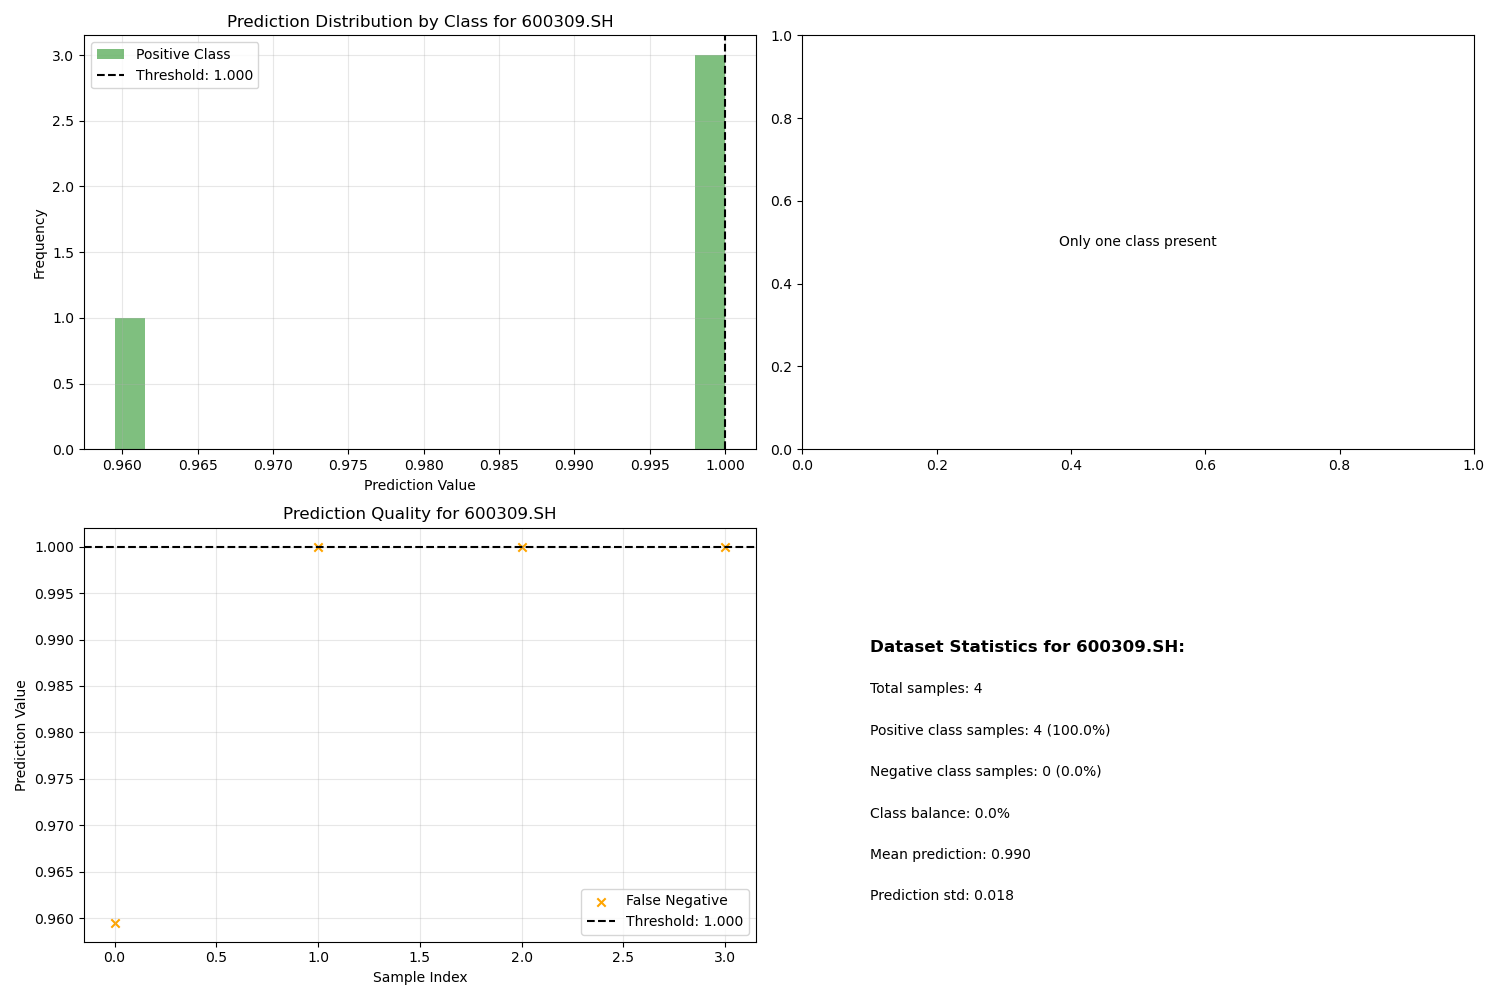 Prediction Distribution by Class for 600309.SH
Positive Class
Threshold: 1.000
3.0
2.5
2.0
1.5
1.0
0.5
0.0
Frequency
0.960 0.965 0.970 0.975 0.980 0.985 0.990 0.995 1.000
Prediction Value
1.0
0.8
0.6
0.4
0.2
0.0
Only one class present
0.0 0.2 0.4 0.6 0.8 1.0
Prediction Quality for 600309.SH
1.000
0.995
0.990
0.985
0.980
0.975
0.970
0.965
0.960
Prediction Value
False Negative
Threshold: 1.000
0.0 0.5 1.0 1.5 2.0 2.5 3.0
Sample Index
Dataset Statistics for 600309.SH:
Total samples: 4
Positive class samples: 4 (100.0%)
Negative class samples: 0 (0.0%)
Class balance: 0.0%
Mean prediction: 0.990
Prediction std: 0.018